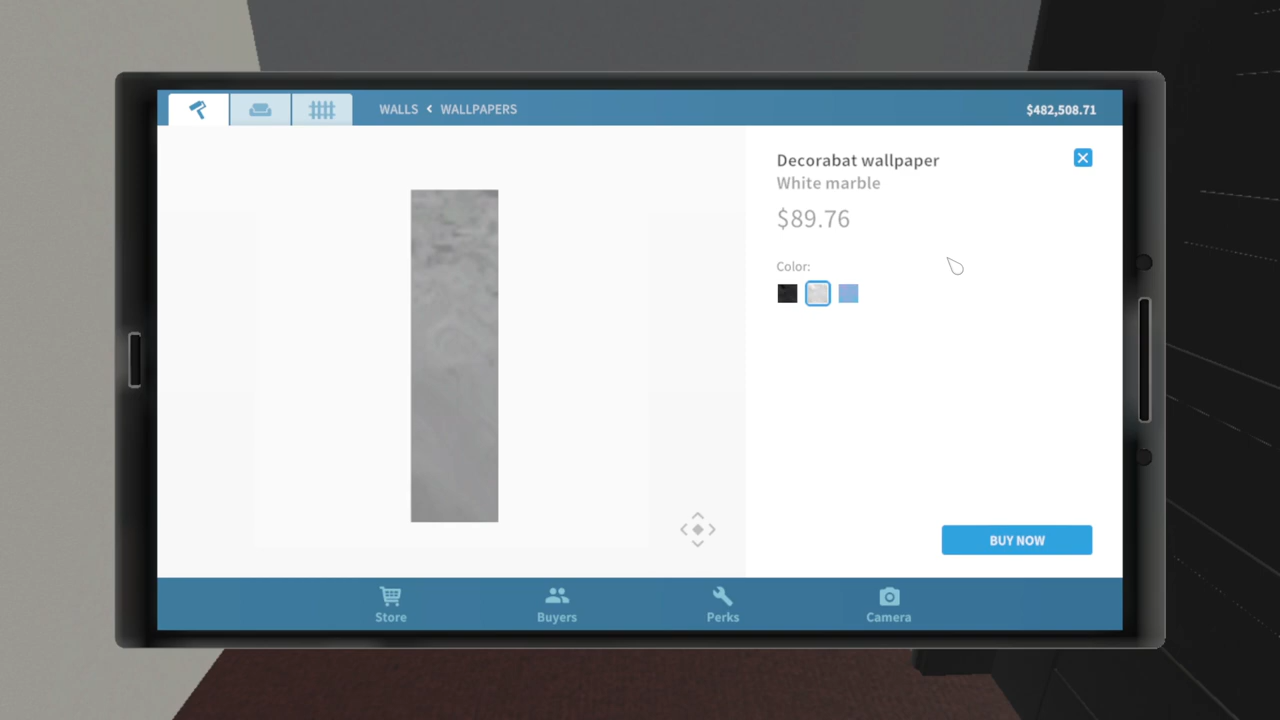 WALLS < WALLPAPERS
$482,508.71
Decorabat wallpaper
White marble
$89.76
Color:
BUY NOW
Store
Buyers
Perks
Camera